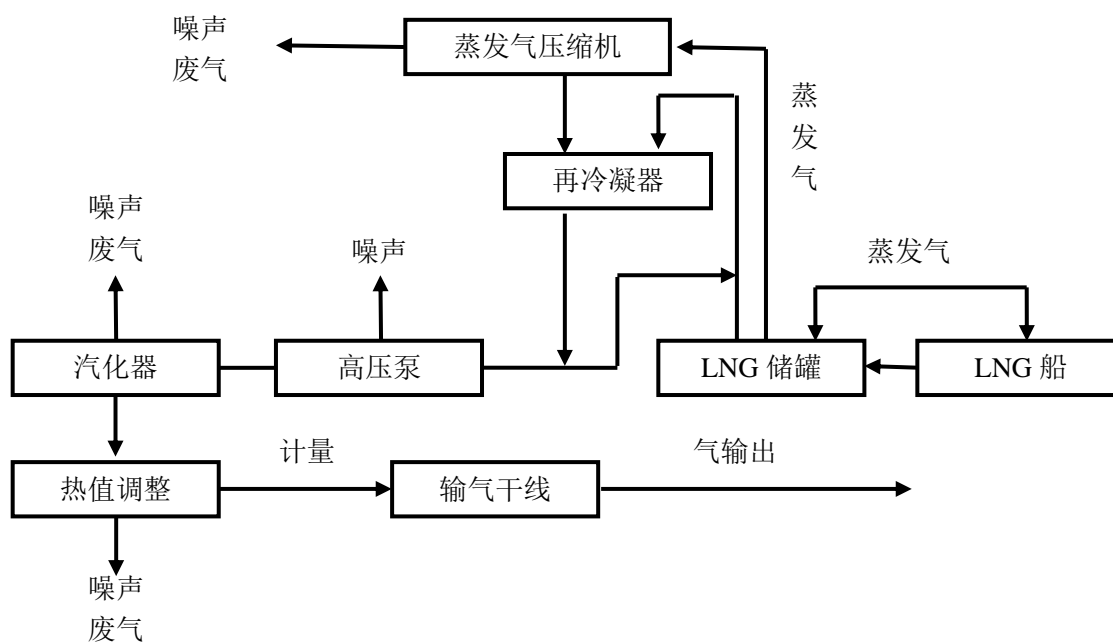 噪声
废气
蒸发气压缩机
蒸
发
气
再冷凝器
噪声
废气
噪声
蒸发气
汽化器
高压泵
LNG 储罐
LNG 船
计量
气输出
热值调整
输气干线
噪声
废气